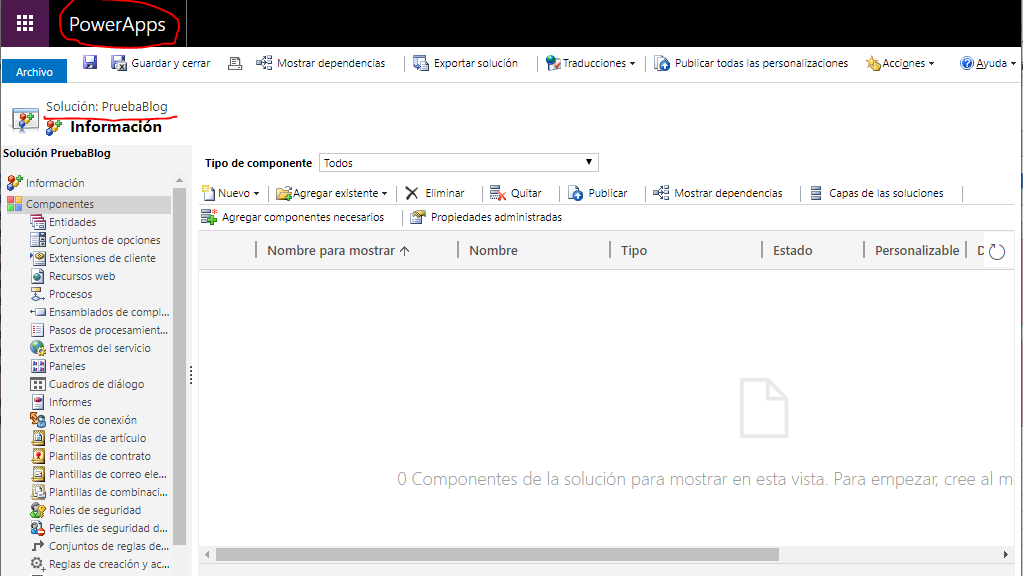 PowerApps
Archivo
Guardar y cerrar
Mostrar dependencias
Exportar solución
Traducciones
Publicar todas las personalizaciones
Acciones
Ayuda
Solución: PruebaBlog
Información
Solución PruebaBlog
Información
Componentes
Entidades
Conjuntos de opciones
Extensiones de cliente
Recursos web
Procesos
Ensamblados de compl...
Pasos de procesamient...
Extremos del servicio
Paneles
Cuadros de diálogo
Informes
Roles de conexión
Plantillas de artículo
Plantillas de contrato
Plantillas de correo ele...
Plantillas de combinaci...
Roles de seguridad
Perfiles de seguridad d...
Conjuntos de reglas de...
Reglas de creación y ac...
Tipo de componente
Todos
Nuevo
Agregar existente
Eliminar
Quitar
Publicar
Mostrar dependencias
Capas de las soluciones
Agregar componentes necesarios
Propiedades administradas
Nombre para mostrar
Nombre
Tipo
Estado
Personalizable
0 Componentes de la solución para mostrar en esta vista. Para empezar, cree al m